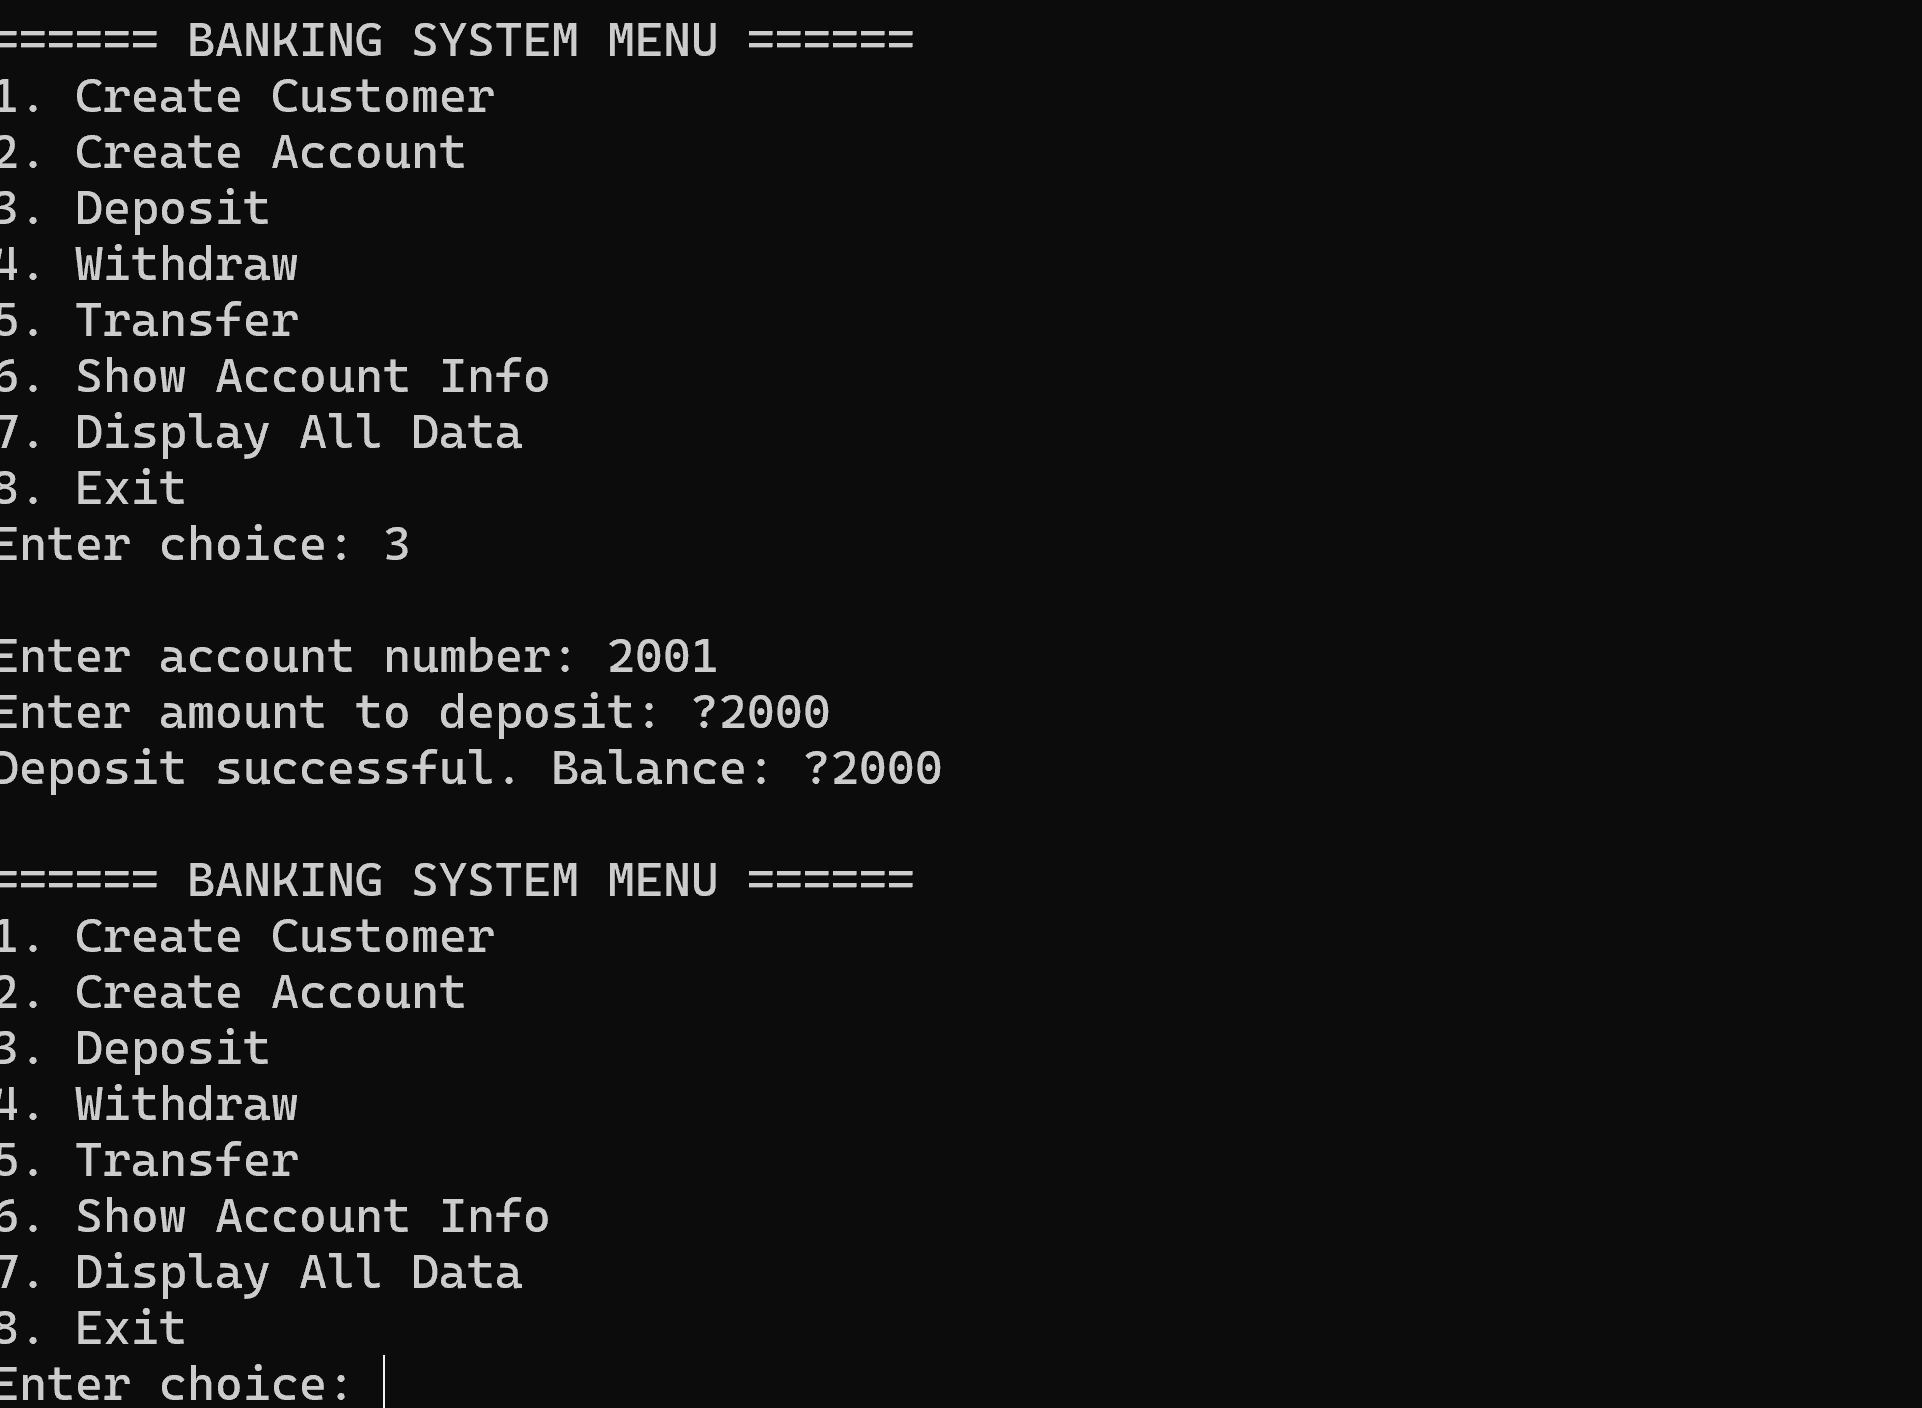 ====== BANKING SYSTEM MENU ======
1. Create Customer
2. Create Account
3. Deposit
4. Withdraw
5. Transfer
6. Show Account Info
7. Display All Data
8. Exit
Enter choice: 3
Enter account number: 2001
Enter amount to deposit: ?2000
Deposit successful. Balance: ?2000
====== BANKING SYSTEM MENU ======
1. Create Customer
2. Create Account
3. Deposit
4. Withdraw
5. Transfer
6. Show Account Info
7. Display All Data
8. Exit
Enter choice: